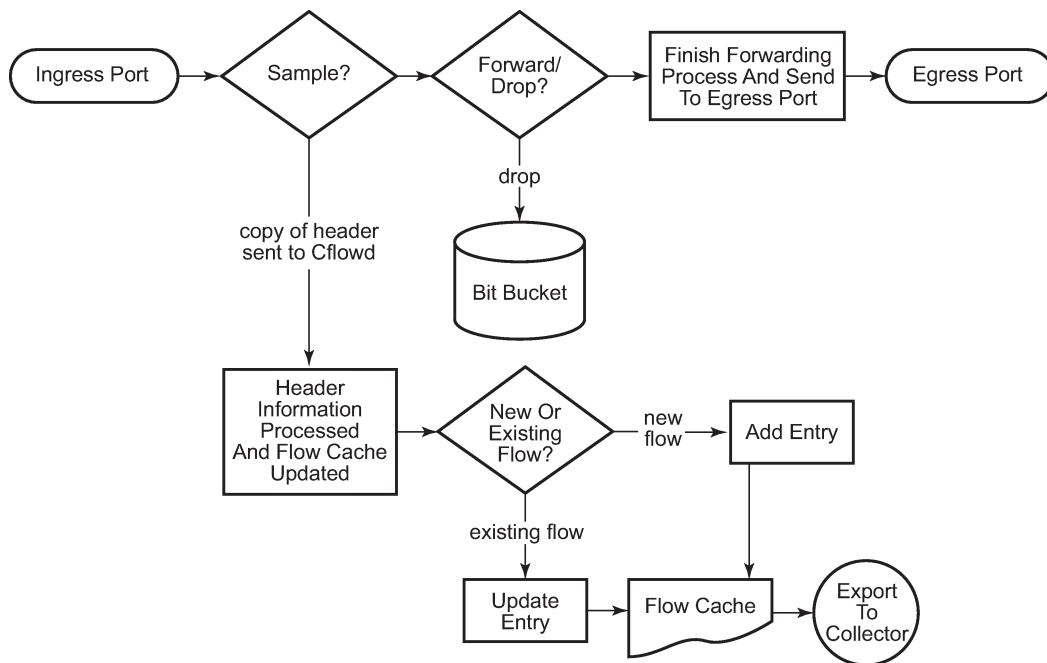 Ingress Port
Sample?
Forward/
Drop?
Finish Forwarding
Process And Send
To Egress Port
Egress Port
drop
copy of header
sent to Cflowd
Bit Bucket
Header
Information
Processed
And Flow Cache
Updated
New Or
Existing
Flow?
new
flow
Add Entry
existing flow
Update
Entry
Flow Cache
Export
To
Collector